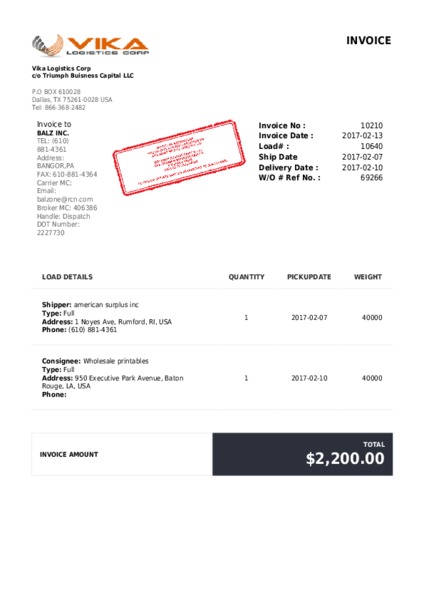 VIKA
LOGISTICS CORP
INVOICE
Vika Logistics Corp
c/o Triumph Buisness Capital LLC
P.O BOX 610028
Dallas, TX 75261-0028 USA
Tel: 866-368-2482
Invoice to
BALZ INC.
TEL: (610)
881-4361
Address:
BANGOR,PA
FAX: 610-881-4364
Carrier MC:
Email:
balzone@rcn.com
Broker MC: 406386
Handle: Dispatch
DOT Number:
2227730
Invoice No : 10210
Invoice Date : 2017-02-13
Load# : 10640
Ship Date 2017-02-07
Delivery Date : 2017-02-10
W/O # Ref No. : 69266
LOAD DETAILS QUANTITY PICKUPDATE WEIGHT
Shipper: american surplus inc
Type: Full
Address: 1 Noyes Ave, Rumford, RI, USA
Phone: (610) 881-4361
1 2017-02-07 40000
Consignee: Wholesale printables
Type: Full
Address: 950 Executive Park Avenue, Baton
Rouge, LA, USA
Phone:
1 2017-02-10 40000
INVOICE AMOUNT
TOTAL
$2,200.00